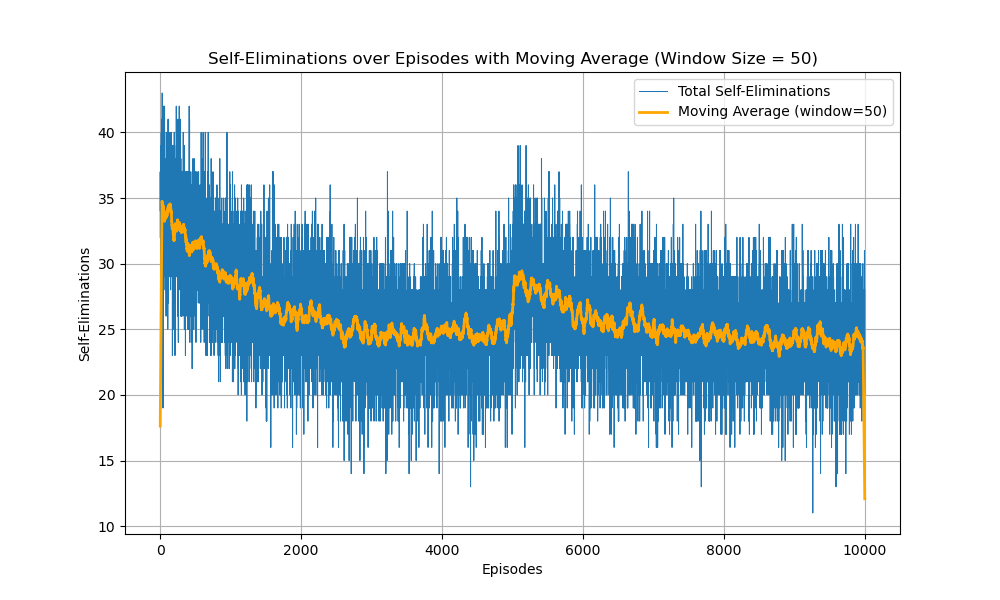 Self-Eliminations over Episodes with Moving Average (Window Size = 50)
Total Self-Eliminations
Moving Average (window=50)
Self-Eliminations
40
35
30
25
20
15
10
0
2000
4000
6000
8000
10000
Episodes